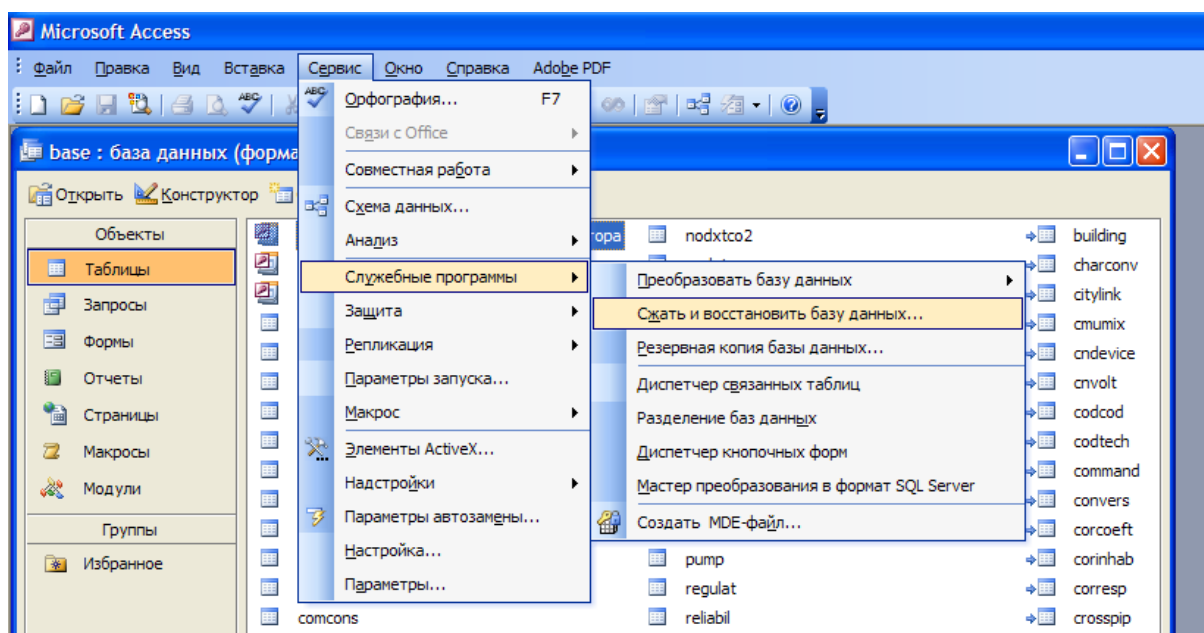 Microsoft Access
Файл Правка Вид Вставка Сервис Окно Справка Adobe PDF
Орфография... F7
Связи с Office
base : база данных (форма
Совместная работа
Открыть Конструктор
Схема данных...
Объекты
Анализ
тора
nodxtco2
building
Таблицы
Служебные программы
Преобразовать базу данных
charconv
Запросы
Защита
Сжать и восстановить базу данных...
citylink
cmumix
Формы
Репликация
Резервная копия базы данных...
cndevice
Отчеты
Параметры запуска...
Диспетчер связанных таблиц
cnvolt
Страницы
Макрос
Разделение баз данных
codcod
Макросы
Элементы ActiveX...
Диспетчер кнопочных форм
codtech
Модули
Надстройки
Мастер преобразования в формат SQL Server
command
convers
Группы
Параметры автозамены...
Создать MDE-файл...
corcoeft
Избранное
Настройка...
pump
corinhab
Параметры...
regulat
corresp
comcons
reliabil
crosspip